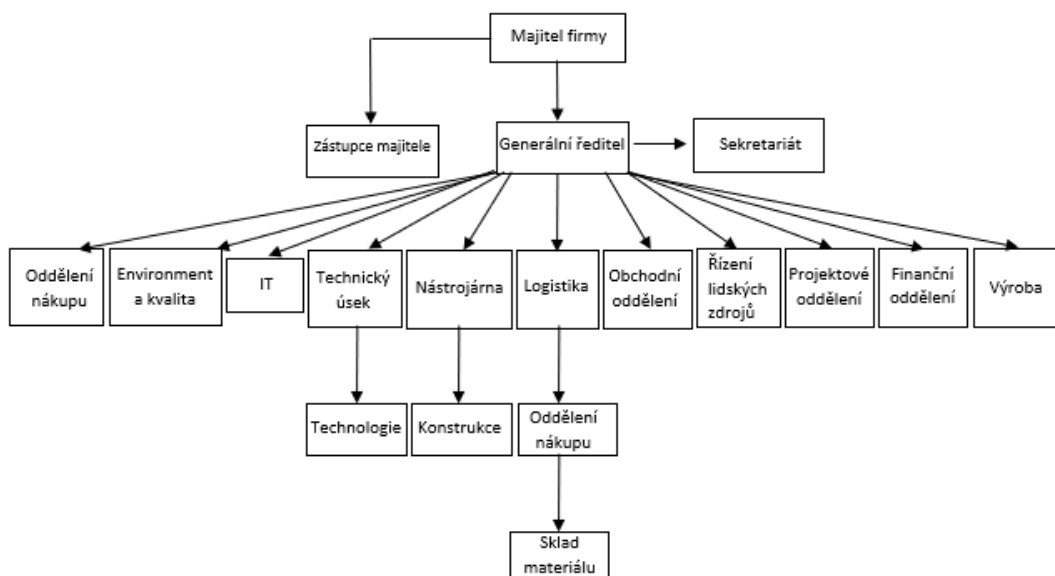 Majitel firmy
Zástupce majitele
Generální ředitel
Sekretariát
Oddělení
nákupu
Environment
a kvalita
IT
Technický
úsek
Nástrojárna
Logistika
Obchodní
oddělení
Řízení
lidských
zdrojů
Projektové
oddělení
Finanční
oddělení
Výroba
Technologie
Konstrukce
Oddělení
nákupu
Sklad
materiálu